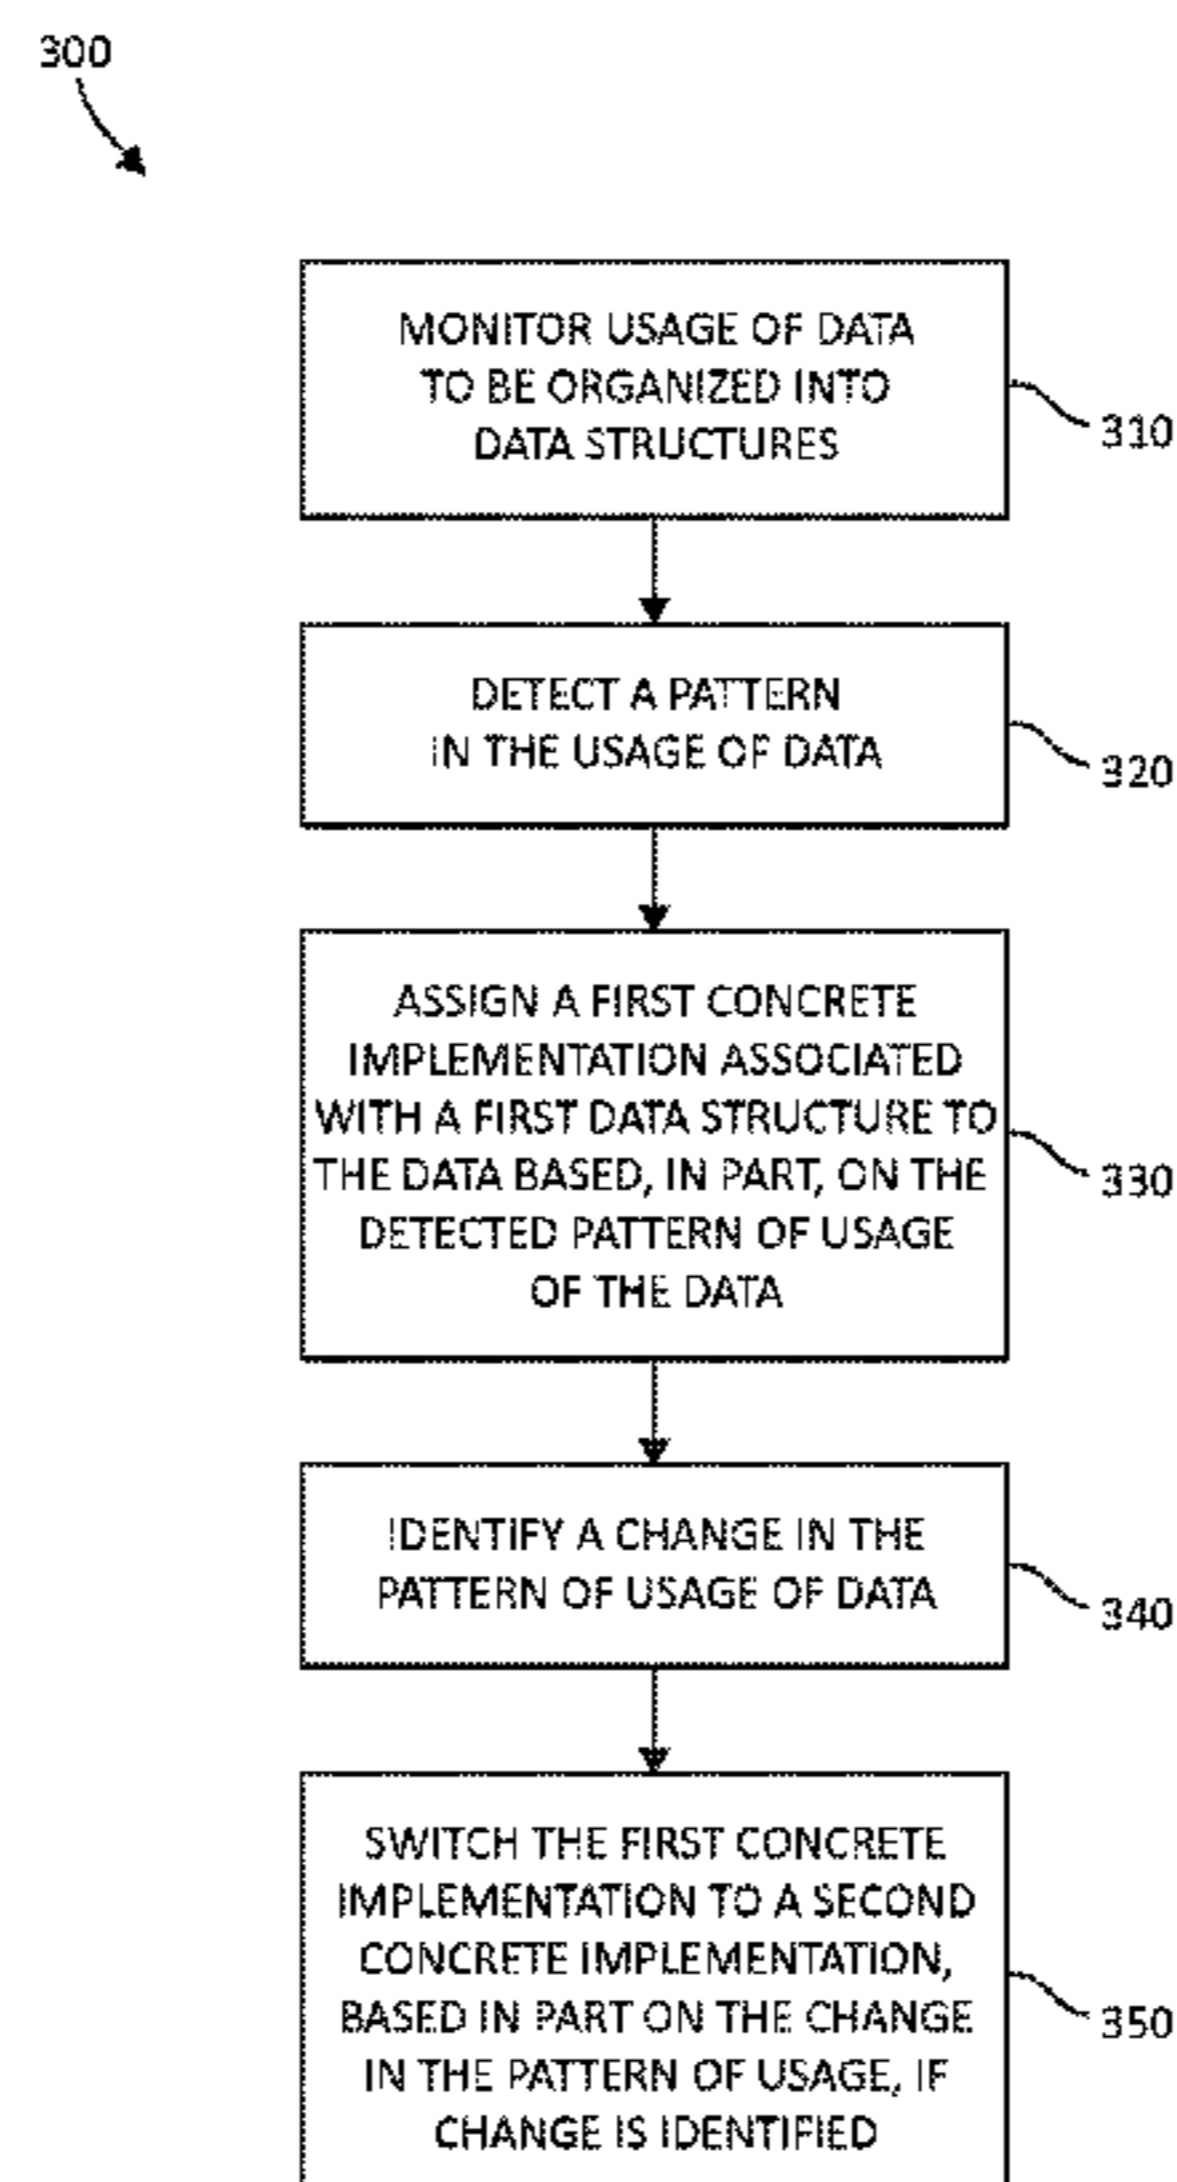 300
MONITOR USAGE OF DATA
TO BE ORGANIZED INTO
DATA STRUCTURES
310
DETECT A PATTERN
IN THE USAGE OF DATA
320
ASSIGN A FIRST CONCRETE
IMPLEMENTATION ASSOCIATED
WITH A FIRST DATA STRUCTURE TO
THE DATA BASED, IN PART, ON THE
DETECTED PATTERN OF USAGE
OF THE DATA
330
IDENTIFY A CHANGE IN THE
PATTERN OF USAGE OF DATA
340
SWITCH THE FIRST CONCRETE
IMPLEMENTATION TO A SECOND
CONCRETE IMPLEMENTATION,
BASED IN PART ON THE CHANGE
IN THE PATTERN OF USAGE, IF
CHANGE IS IDENTIFIED
350